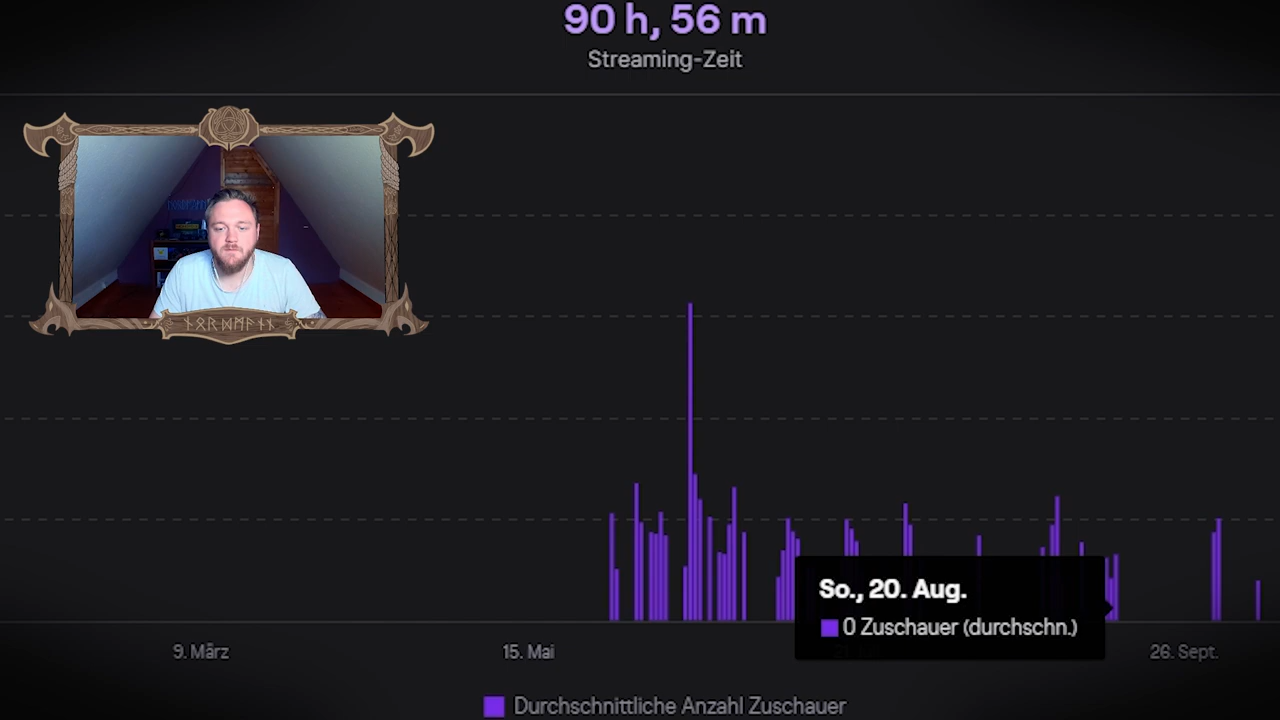 90 h, 56 m
Streaming-Zeit
ᚾᛟᚱᛞᛗᚨᚾᚾ
So., 20. Aug.
0 Zuschauer (durchschn.)
9. März
15. Mai
26. Sept.
Durchschnittliche Anzahl Zuschauer